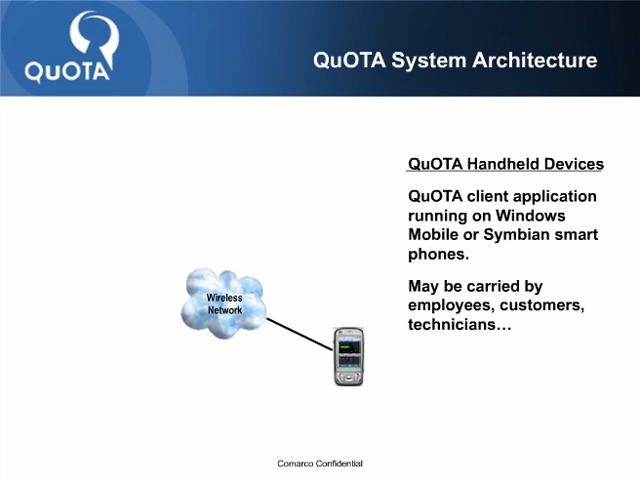 QuOTA
QuOTA System Architecture
QuOTA Handheld Devices
QuOTA client application
running on Windows
Mobile or Symbian smart
phones.
May be carried by
employees, customers,
technicians…
Wireless
Network
Comarco Confidential